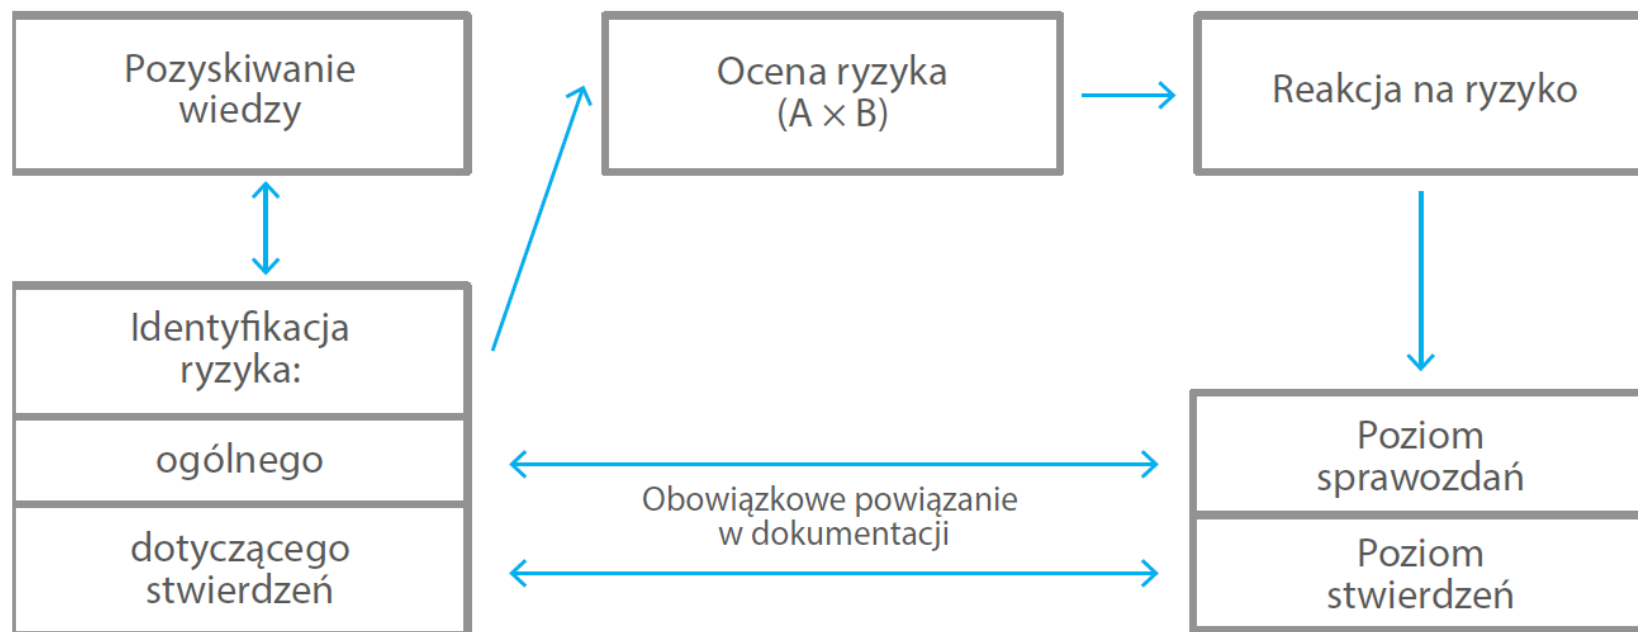 Pozyskiwanie
wiedzy
Ocena ryzyka
(A × B)
Reakcja na ryzyko
Identyfikacja
ryzyka:
ogólnego
dotyczącego
stwierdzeń
Obowiązkowe powiązanie
w dokumentacji
Poziom
sprawozdań
Poziom
stwierdzeń